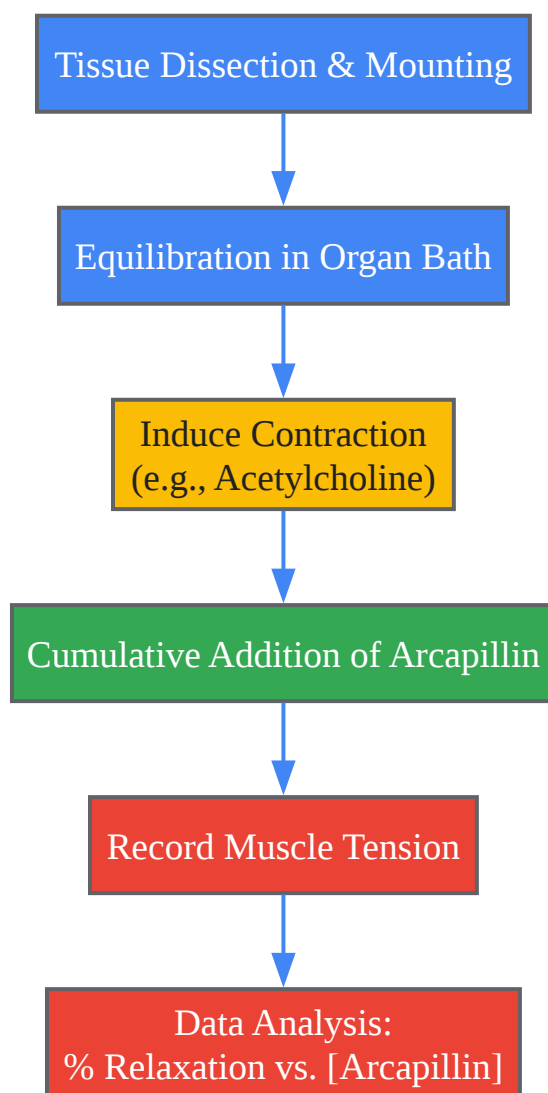 Tissue Dissection & Mounting
Equilibration in Organ Bath
Induce Contraction
(e.g., Acetylcholine)
Cumulative Addition of Arcapillin
Record Muscle Tension
Data Analysis:
% Relaxation vs. [Arcapillin]